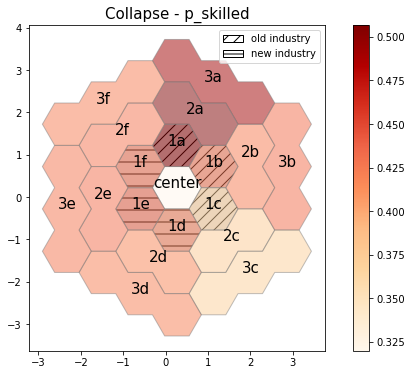 Collapse - p_skilled
old industry
new industry
3a
3f
2a
2f
1a
2b
1f
1b
3b
center
2e
3e
1e
1c
1d
2c
2d
3c
3d
4
3
2
1
0
−1
−2
−3
−3
−2
−1
0
1
2
3
0.500
0.475
0.450
0.425
0.400
0.375
0.350
0.325